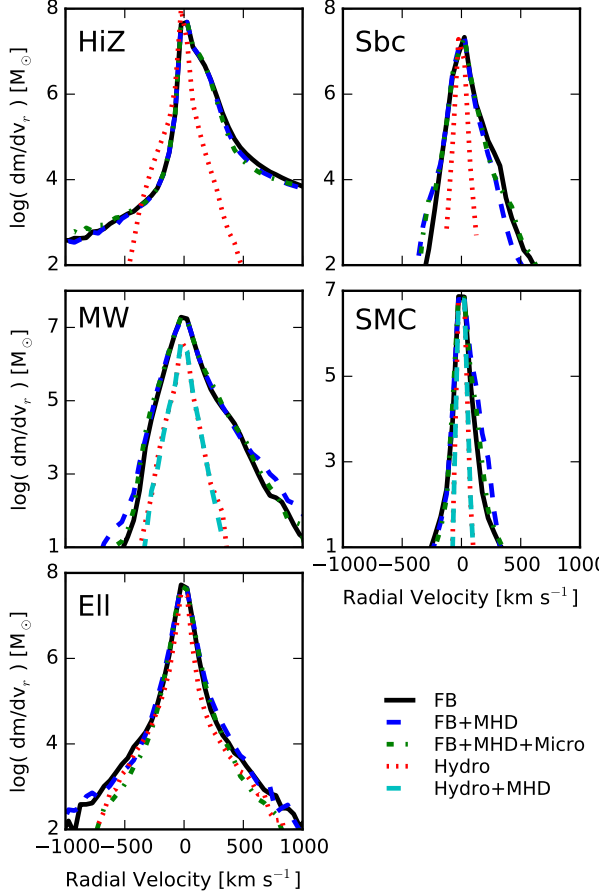 8
HiZ
6
4
2
log( dm/dv_r ) [M_⊙]
8
Sbc
6
4
2
7
MW
5
3
1
log( dm/dv_r ) [M_⊙]
7
SMC
5
3
1
−1000 −500 0 500 1000
Radial Velocity [km s⁻¹]
8
Ell
6
4
2
log( dm/dv_r ) [M_⊙]
−1000 −500 0 500 1000
Radial Velocity [km s⁻¹]
FB
FB+MHD
FB+MHD+Micro
Hydro
Hydro+MHD